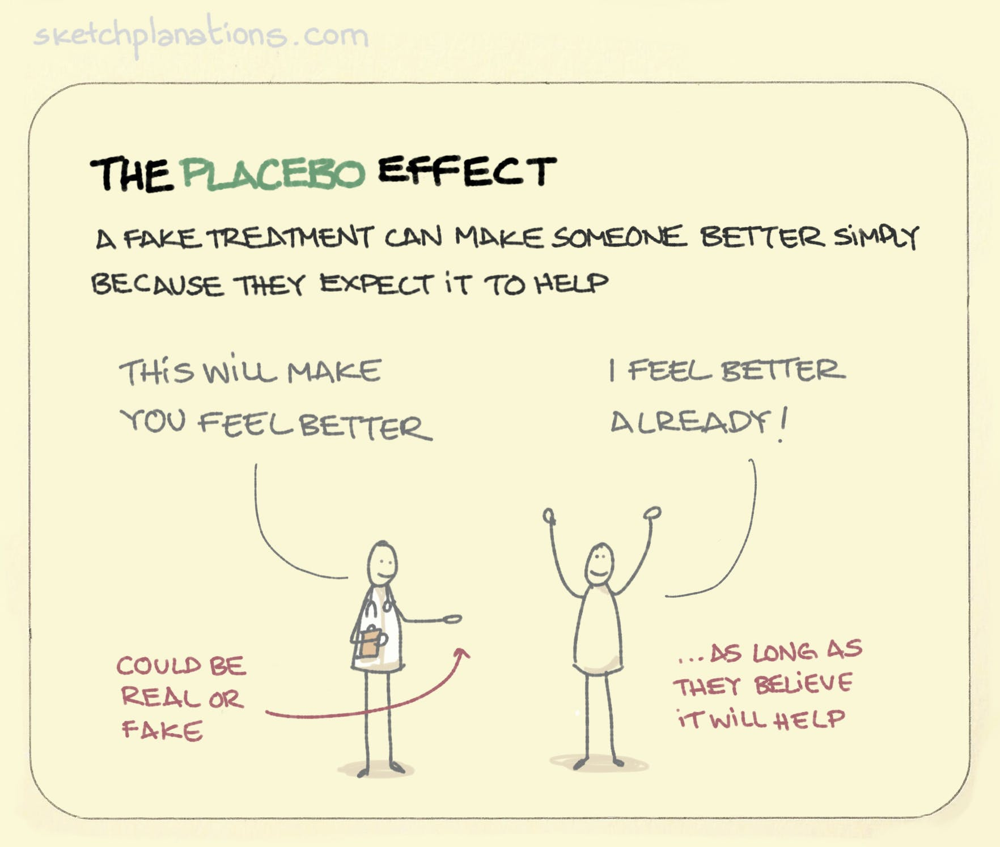 sketchplanations.com
THE PLACEBO EFFECT
A FAKE TREATMENT CAN MAKE SOMEONE BETTER SIMPLY
BECAUSE THEY EXPECT IT TO HELP
THIS WILL MAKE
YOU FEEL BETTER
I FEEL BETTER
ALREADY!
COULD BE
REAL OR
FAKE
...AS LONG AS
THEY BELIEVE
IT WILL HELP